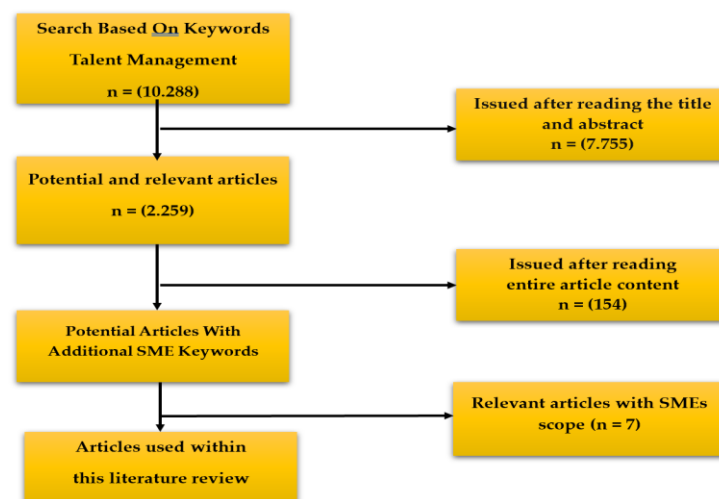 Search Based On Keywords
Talent Management
n = (10.288)
Issued after reading the title
and abstract
n = (7.755)
Potential and relevant articles
n = (2.259)
Issued after reading
entire article content
n = (154)
Potential Articles With
Additional SME Keywords
Relevant articles with SMEs
scope (n = 7)
Articles used within
this literature review